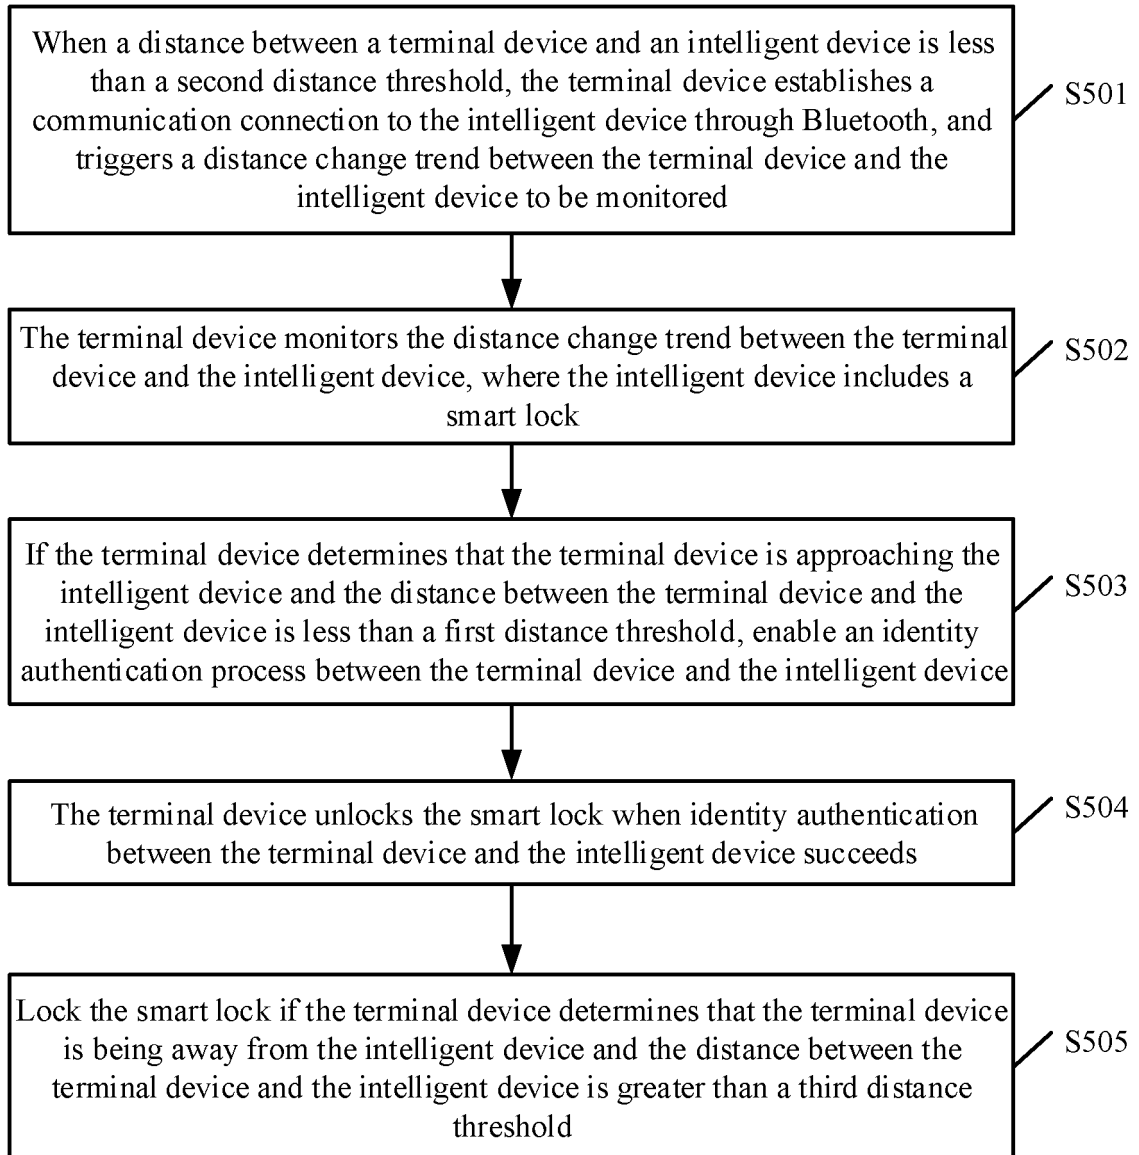 When a distance between a terminal device and an intelligent device is less
than a second distance threshold, the terminal device establishes a
communication connection to the intelligent device through Bluetooth, and
triggers a distance change trend between the terminal device and the
intelligent device to be monitored
S501
The terminal device monitors the distance change trend between the terminal
device and the intelligent device, where the intelligent device includes a
smart lock
S502
If the terminal device determines that the terminal device is approaching the
intelligent device and the distance between the terminal device and the
intelligent device is less than a first distance threshold, enable an identity
authentication process between the terminal device and the intelligent device
S503
The terminal device unlocks the smart lock when identity authentication
between the terminal device and the intelligent device succeeds
S504
Lock the smart lock if the terminal device determines that the terminal device
is being away from the intelligent device and the distance between the
terminal device and the intelligent device is greater than a third distance
threshold
S505